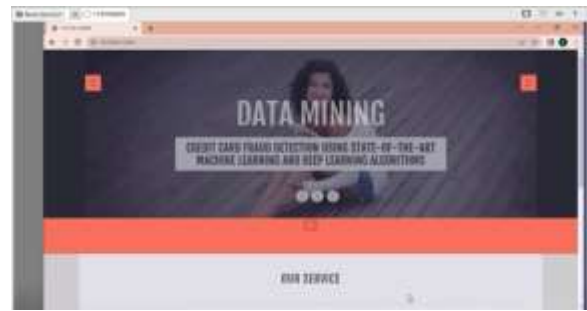 DATA MINING
CREDIT CARD FRAUD DETECTION USING STATE-OF-THE-ART
MACHINE LEARNING AND DEEP LEARNING ALGORITHMS
OUR SERVICE